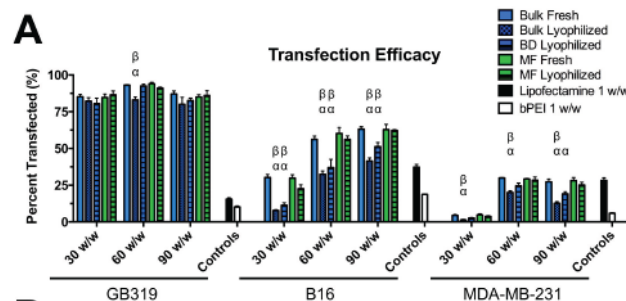 A
Transfection Efficacy
Bulk Fresh
Bulk Lyophilized
BD Lyophilized
MF Fresh
MF Lyophilized
Lipofectamine 1 w/w
bPEI 1 w/w
Percent Transfected (%)
100
75
50
25
0
β
α
ββ
αα
ββ
αα
ββ
αα
β
α
β
α
β
αα
30 w/w
60 w/w
90 w/w
Controls
30 w/w
60 w/w
90 w/w
Controls
30 w/w
60 w/w
90 w/w
Controls
GB319
B16
MDA-MB-231